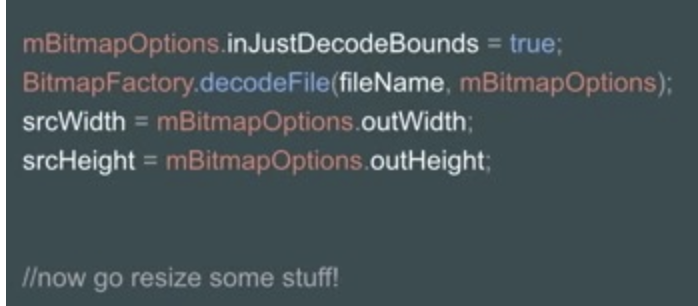 mBitmapOptions.inJustDecodeBounds = true;
BitmapFactory.decodeFile(fileName, mBitmapOptions);
srcWidth = mBitmapOptions.outWidth;
srcHeight = mBitmapOptions.outHeight;
//now go resize some stuff!